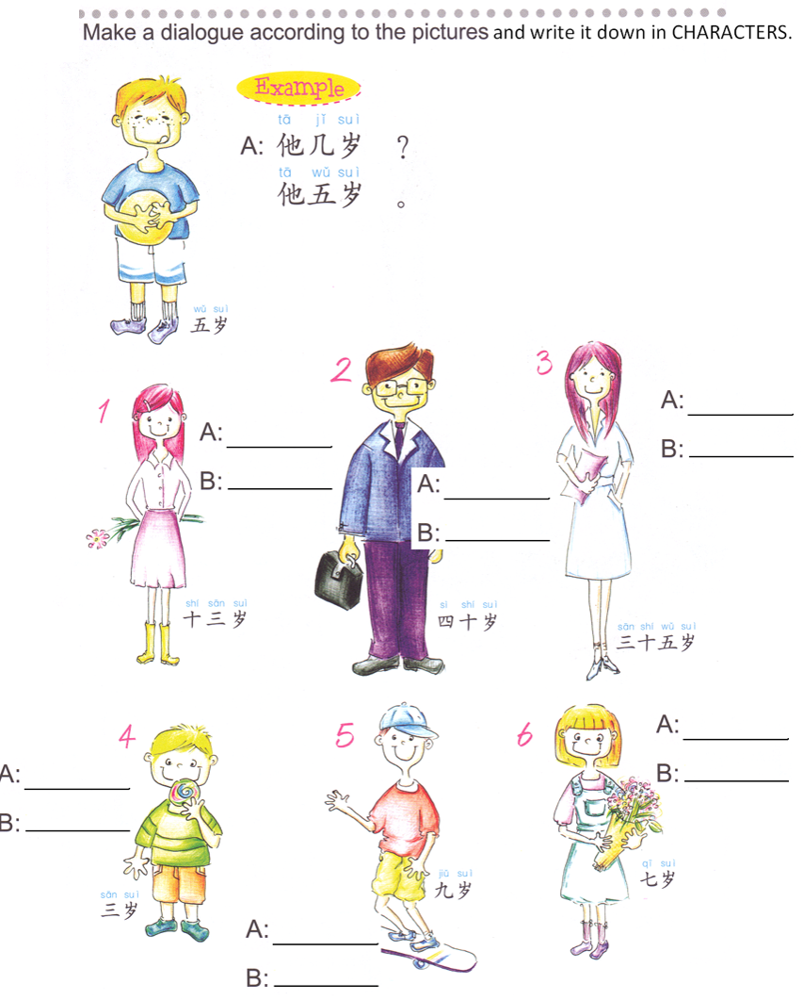 Make a dialogue according to the pictures and write it down in CHARACTERS.
Example
tā jǐ suì
A: 他几岁 ?
tā wǔ suì
他五岁 。
wǔ suì
五岁
1
A:
B:
shí sān suì
十三岁
2
A:
B:
sì shí suì
四十岁
3
A:
B:
sān shí wǔ suì
三十五岁
4
A:
B:
sān suì
三岁
5
A:
B:
jiǔ suì
九岁
6
A:
B:
qī suì
七岁